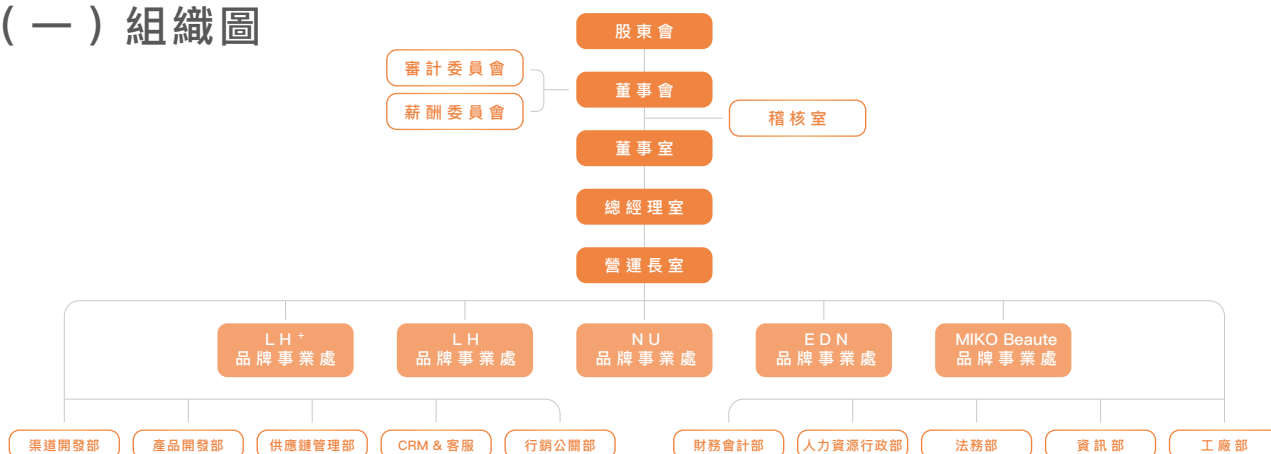 (一)組織圖
股東會
審計委員會
董事會
薪酬委員會
稽核室
董事室
總經理室
營運長室
LH⁺
品牌事業處
LH
品牌事業處
NU
品牌事業處
EDN
品牌事業處
MIKO Beaute
品牌事業處
渠道開發部
產品開發部
供應鏈管理部
CRM & 客服
行銷公關部
財務會計部
人力資源行政部
法務部
資訊部
工廠部